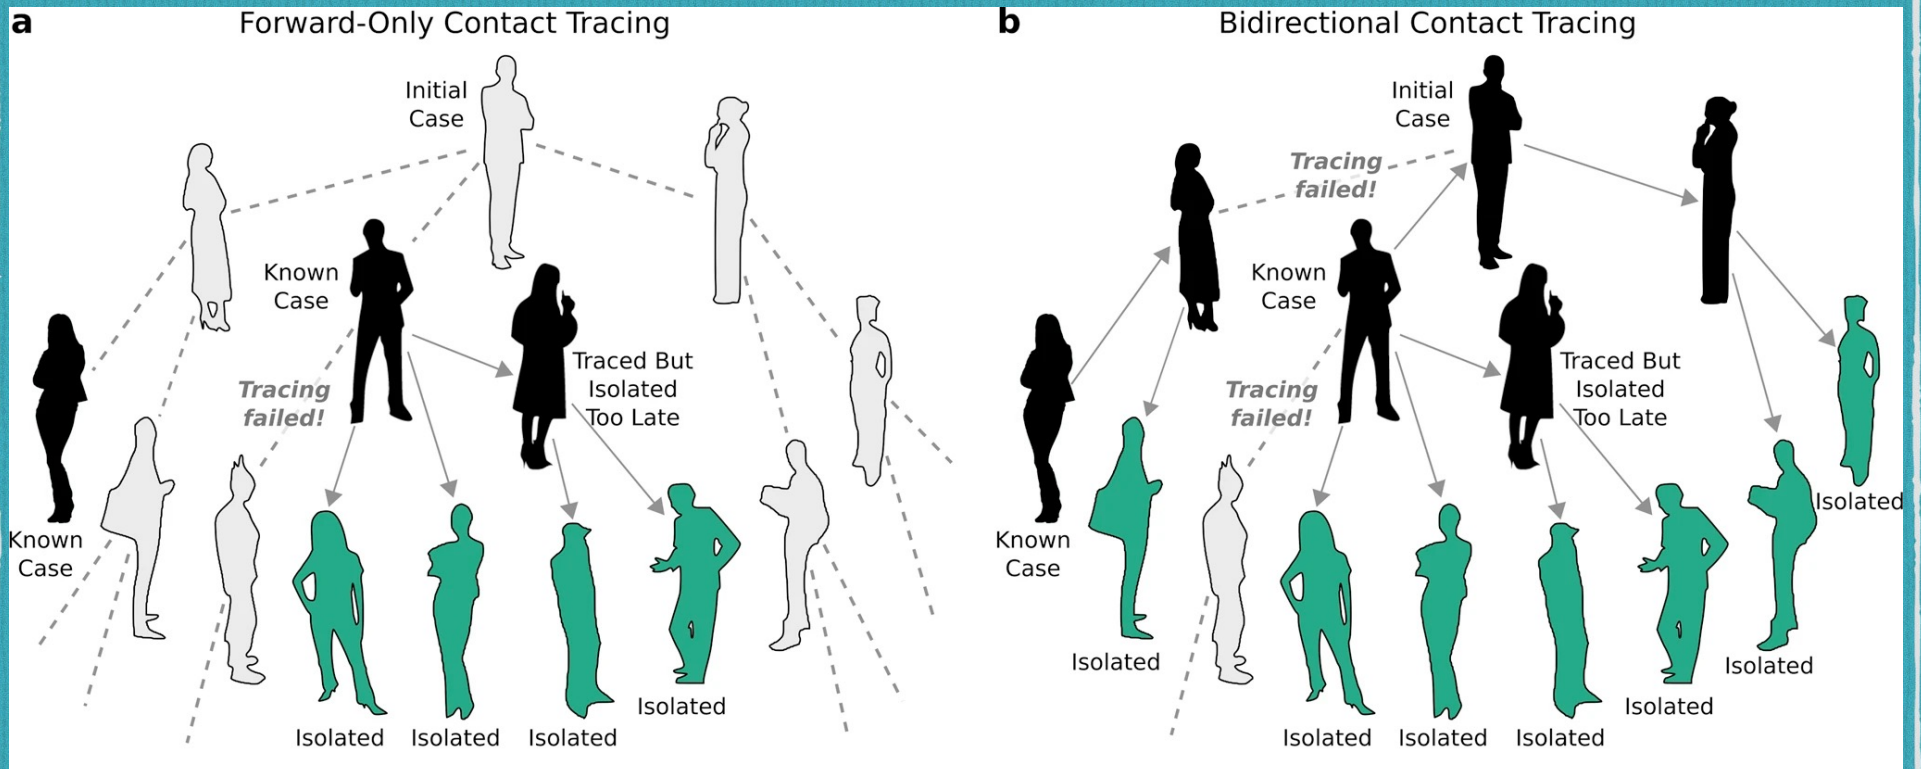 a
Forward-Only Contact Tracing
Initial
Case
Known
Case
Traced But
Isolated
Too Late
Tracing
failed!
Known
Case
Isolated
Isolated
Isolated
Isolated
b
Bidirectional Contact Tracing
Initial
Case
Tracing
failed!
Known
Case
Traced But
Isolated
Too Late
Tracing
failed!
Isolated
Known
Case
Isolated
Isolated
Isolated
Isolated
Isolated
Isolated